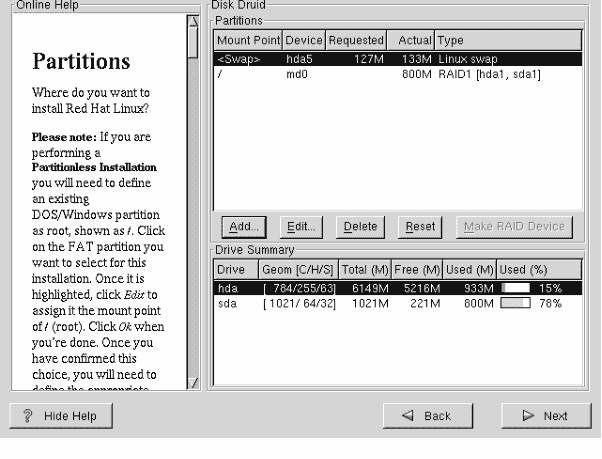 Online Help
Partitions
Where do you want to
install Red Hat Linux?
Please note: If you are
performing a
Partitionless Installation
you will need to define
an existing
DOS/Windows partition
as root, shown as /. Click
on the FAT partition you
want to select for this
installation. Once it is
highlighted, click Edit to
assign it the mount point
of / (root). Click Ok when
you're done. Once you
have confirmed this
choice, you will need to
define the appropriate
Disk Druid
Partitions
Mount Point Device Requested Actual Type
<Swap> hda5 127M 133M Linux swap
/ md0 800M RAID1 [hda1, sda1]
Add... Edit... Delete Reset Make RAID Device
Drive Summary
Drive Geom [C/H/S] Total (M) Free (M) Used (M) Used (%)
hda [ 784/255/63] 6149M 5216M 933M 15%
sda [ 1021/ 64/32] 1021M 221M 800M 78%
? Hide Help
Back
Next